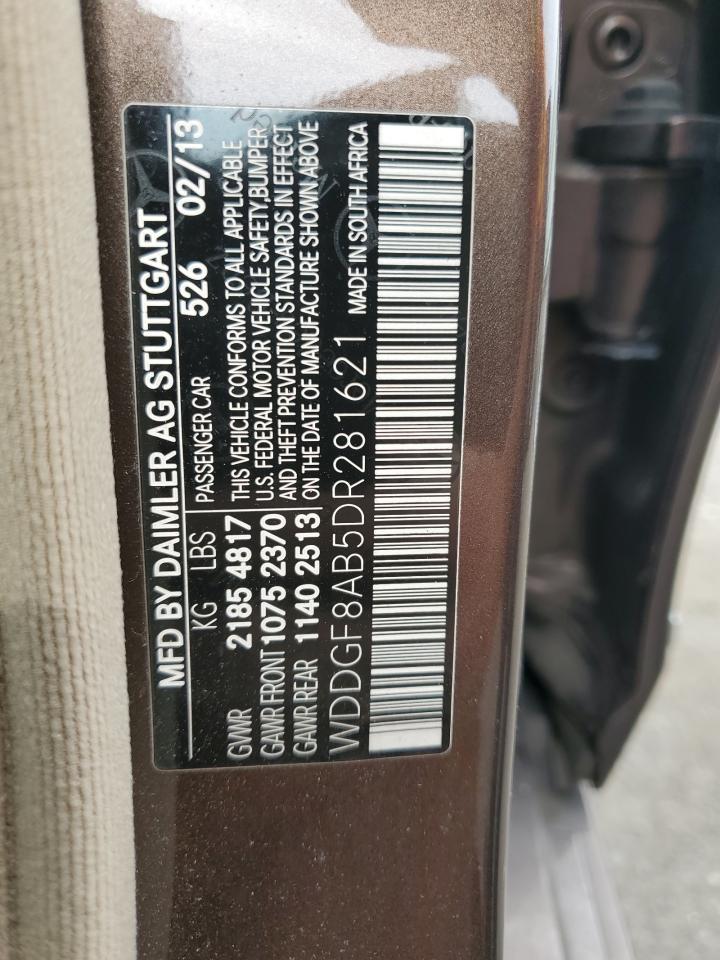 MFD BY DAIMLER AG STUTTGART
KG LBS 526 02/13
PASSENGER CAR
GVWR 2185 4817 THIS VEHICLE CONFORMS TO ALL APPLICABLE
GAWR FRONT 1075 2370 U.S. FEDERAL MOTOR VEHICLE SAFETY,BUMPER-
GAWR REAR 1140 2513 AND THEFT PREVENTION STANDARDS IN EFFECT
ON THE DATE OF MANUFACTURE SHOWN ABOVE
WDDGF8AB5DR281621 MADE IN SOUTH AFRICA